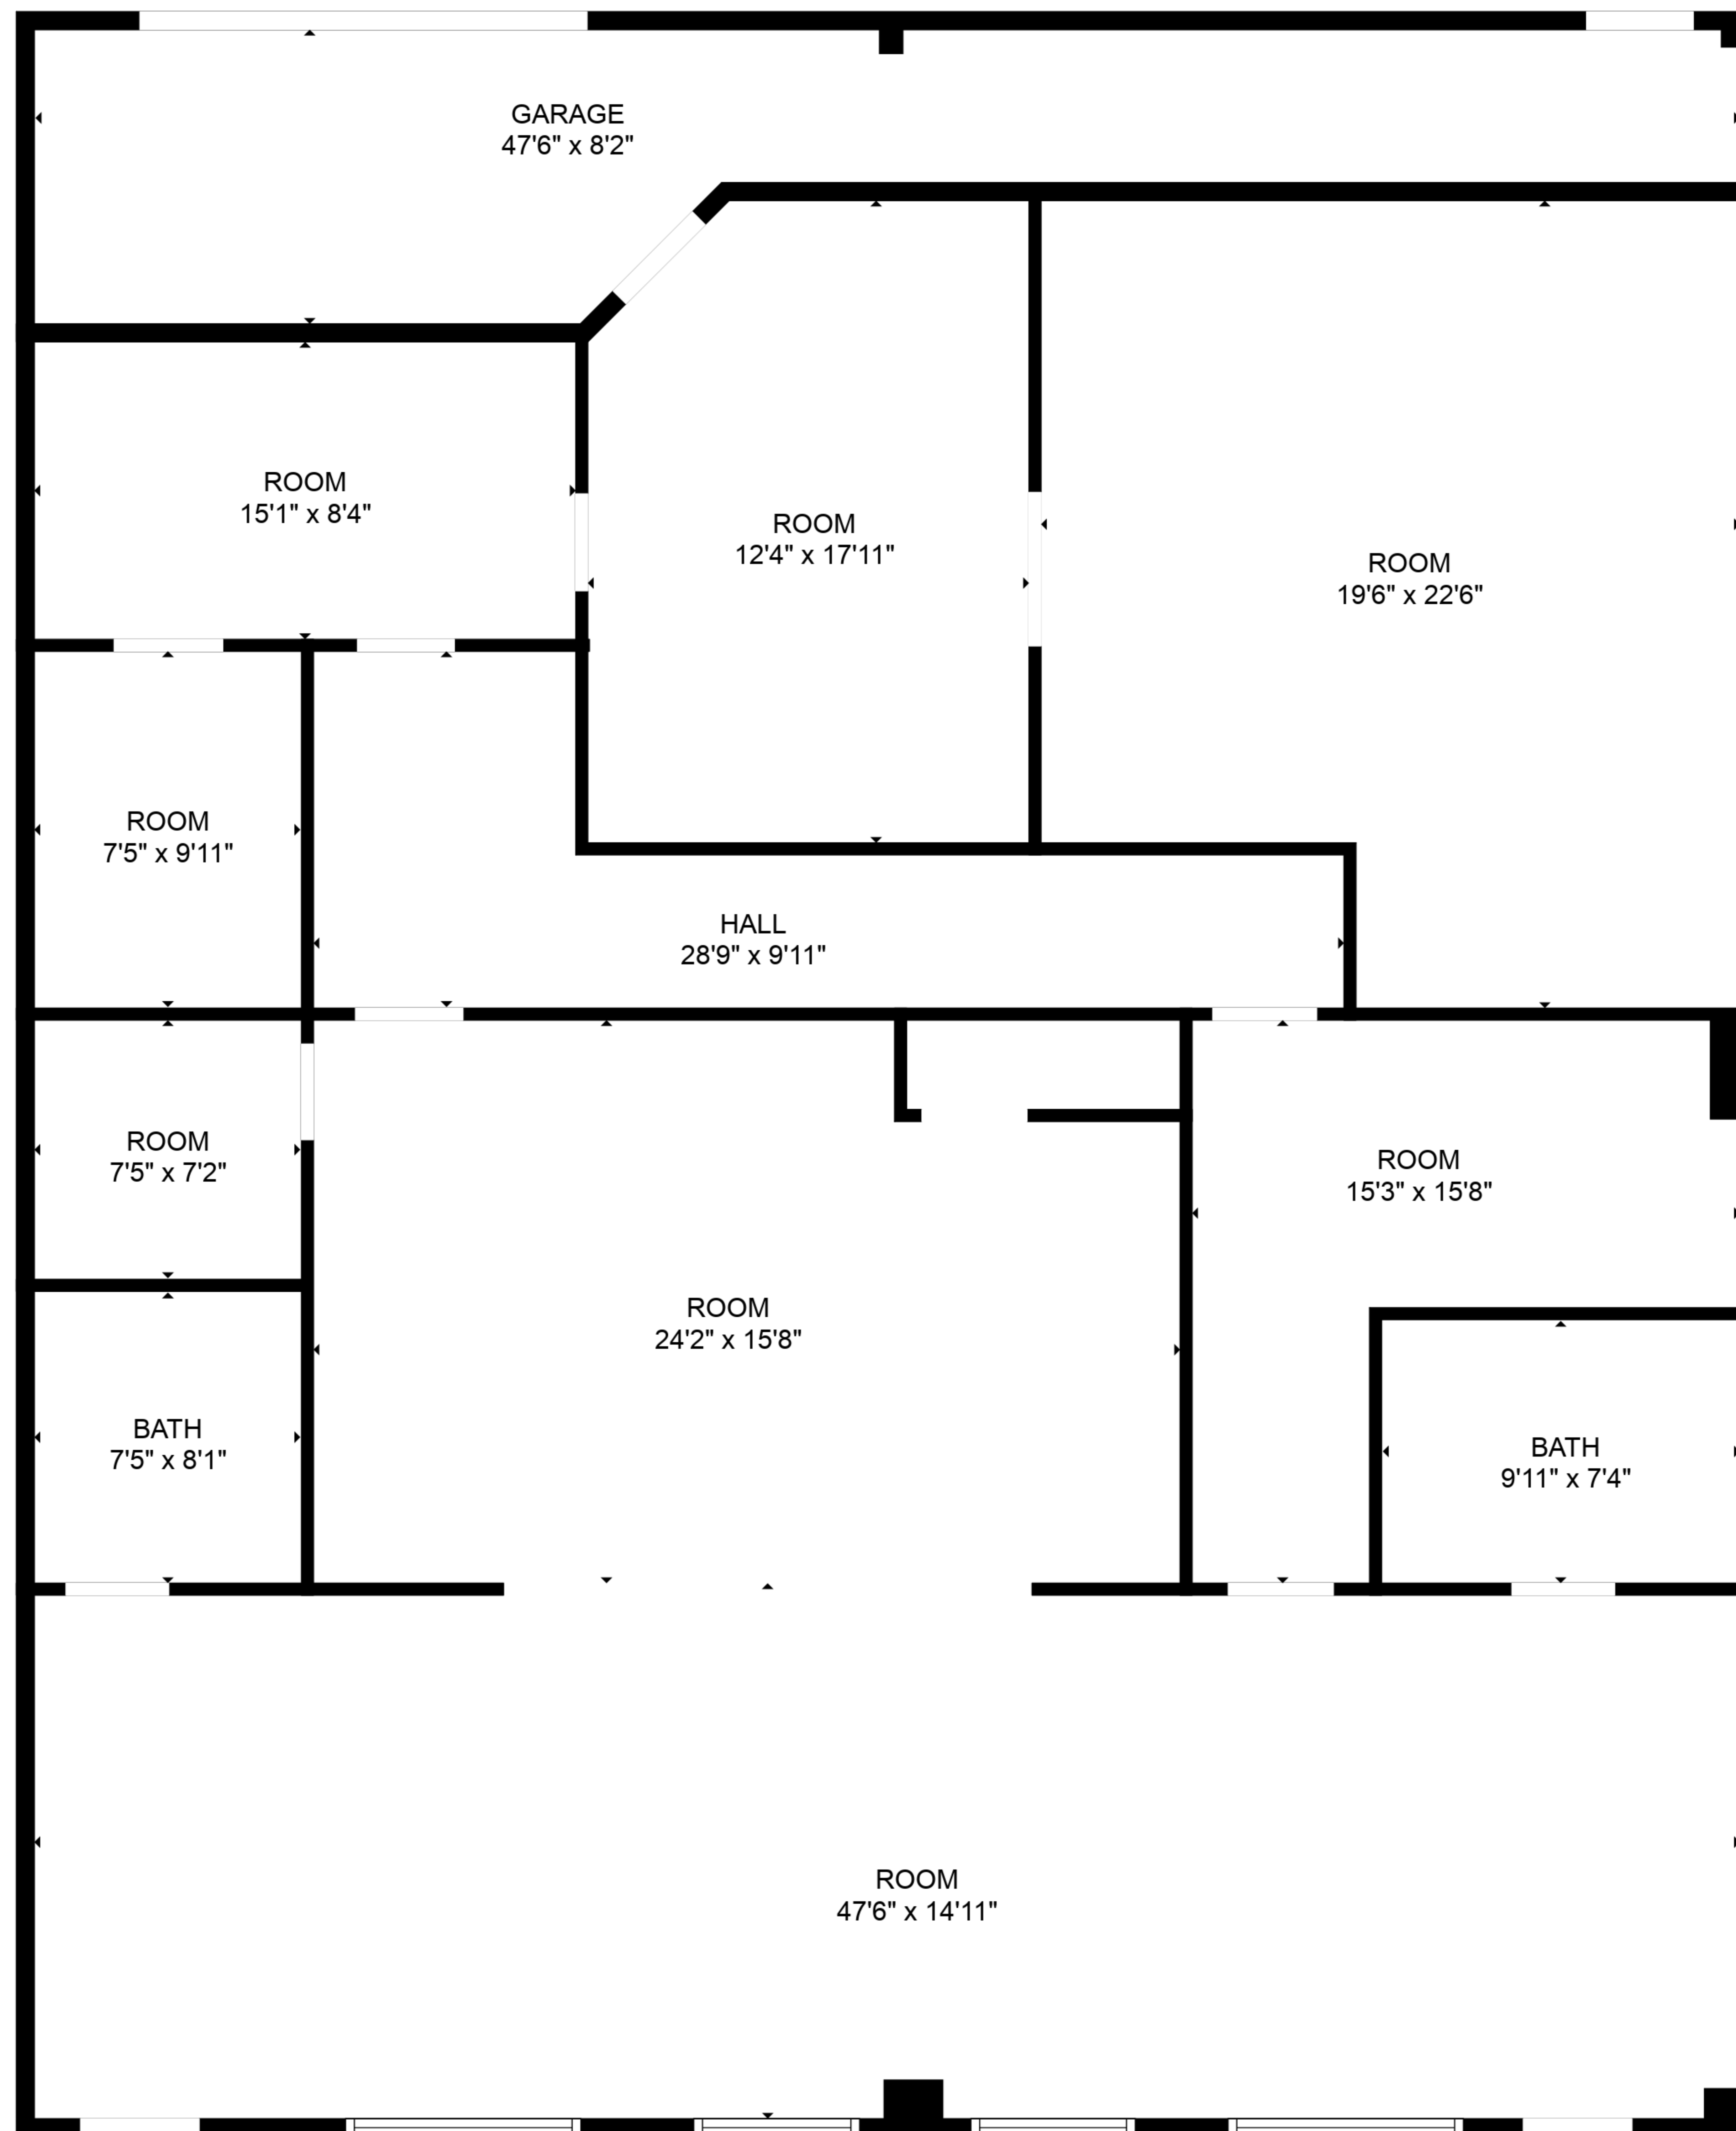 GARAGE
47'6" x 8'2"
ROOM
15'1" x 8'4"
ROOM
12'4" x 17'11"
ROOM
19'6" x 22'6"
ROOM
7'5" x 9'11"
HALL
28'9" x 9'11"
ROOM
7'5" x 7'2"
ROOM
15'3" x 15'8"
ROOM
24'2" x 15'8"
BATH
7'5" x 8'1"
BATH
9'11" x 7'4"
ROOM
47'6" x 14'11"